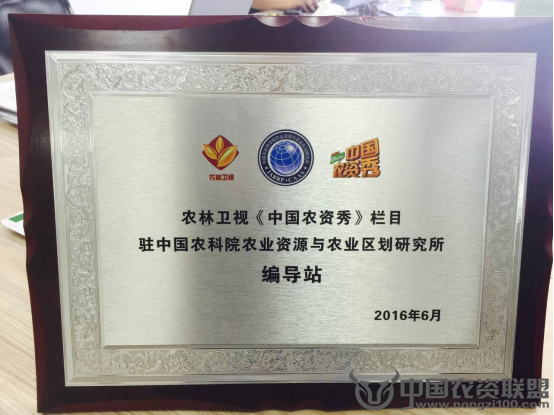 农林卫视
中国
农资秀
农林卫视《中国农资秀》栏目
驻中国农科院农业资源与农业区划研究所
编导站
2016年6月
中国农资联盟
www.nongzi100.com